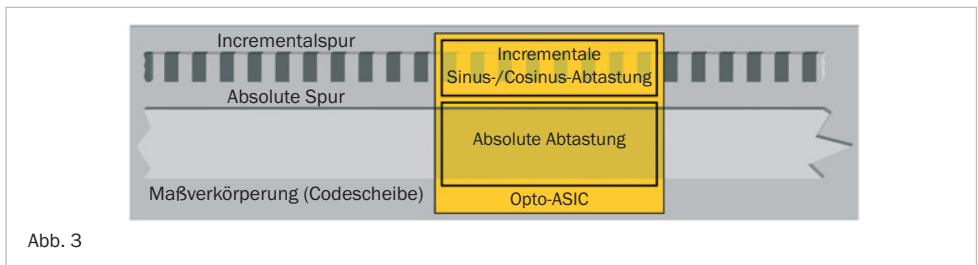 Incrementalspur
Incrementale
Sinus-/Cosinus-Abtastung
Absolute Spur
Absolute Abtastung
Maßverkörperung (Codescheibe)
Opto-ASIC
Abb. 3